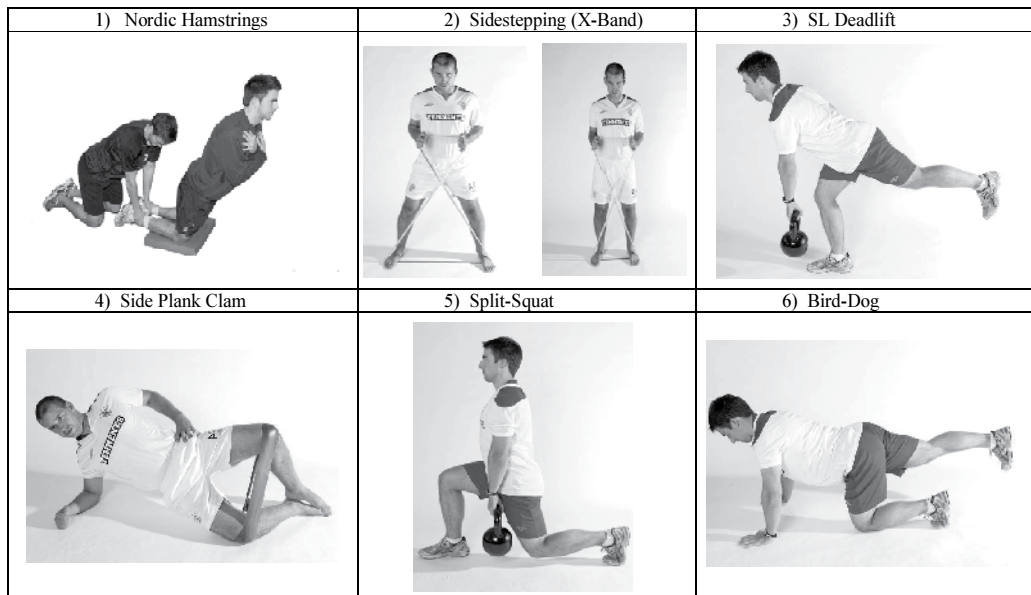 1) Nordic Hamstrings
2) Sidestepping (X-Band)
3) SL Deadlift
4) Side Plank Clam
5) Split-Squat
6) Bird-Dog